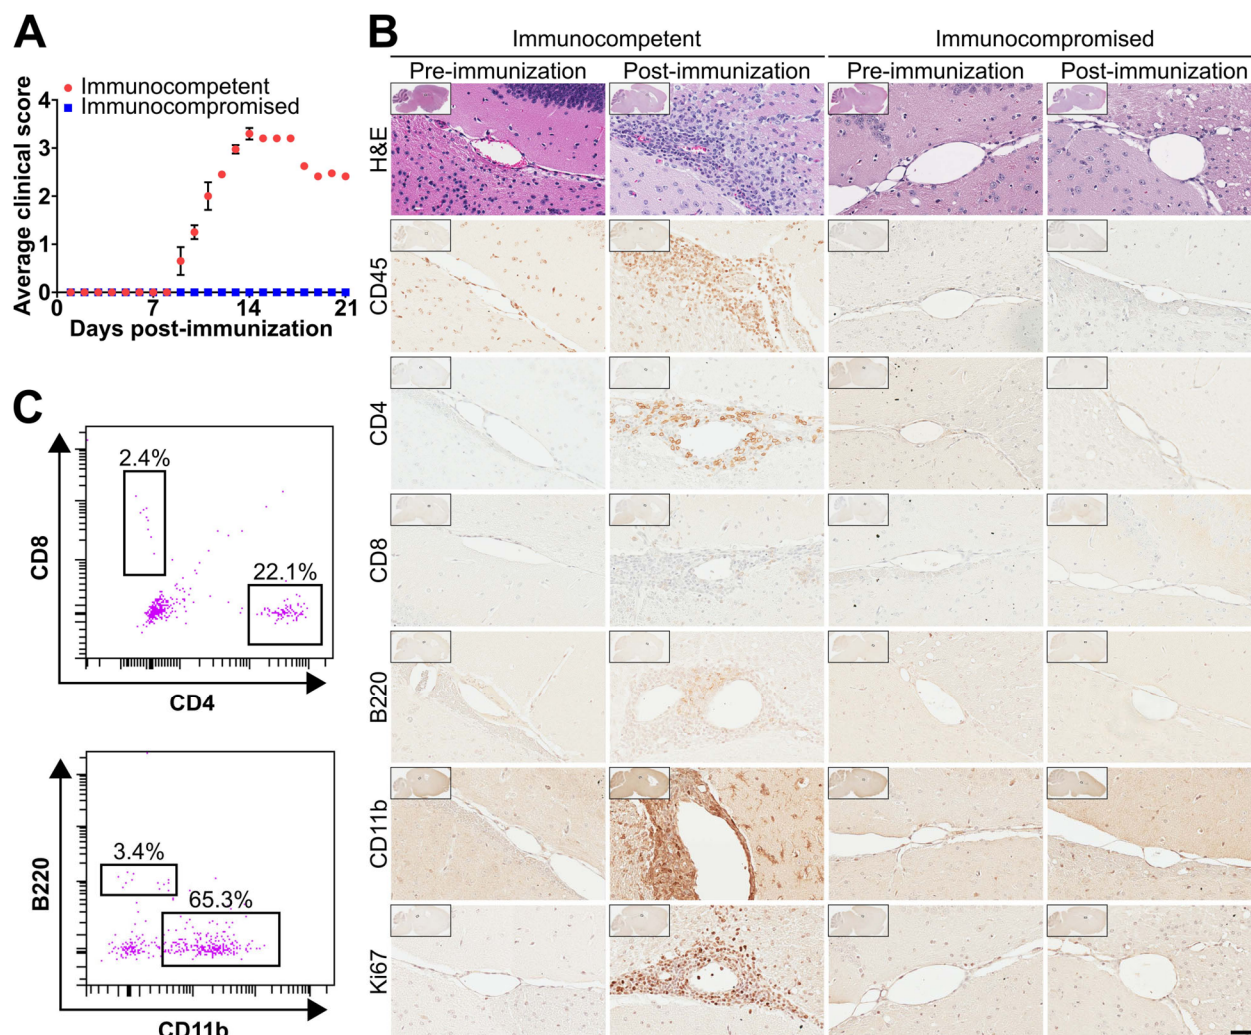 A
Immunocompetent
Immunocompromised
Average clinical score
4
3
2
1
0
0
7
14
21
Days post-immunization
B
Immunocompetent
Immunocompromised
Pre-immunization
Post-immunization
Pre-immunization
Post-immunization
H&E
CD45
CD4
CD8
B220
CD11b
Ki67
C
2.4%
22.1%
CD8
CD4
3.4%
65.3%
B220
CD11b